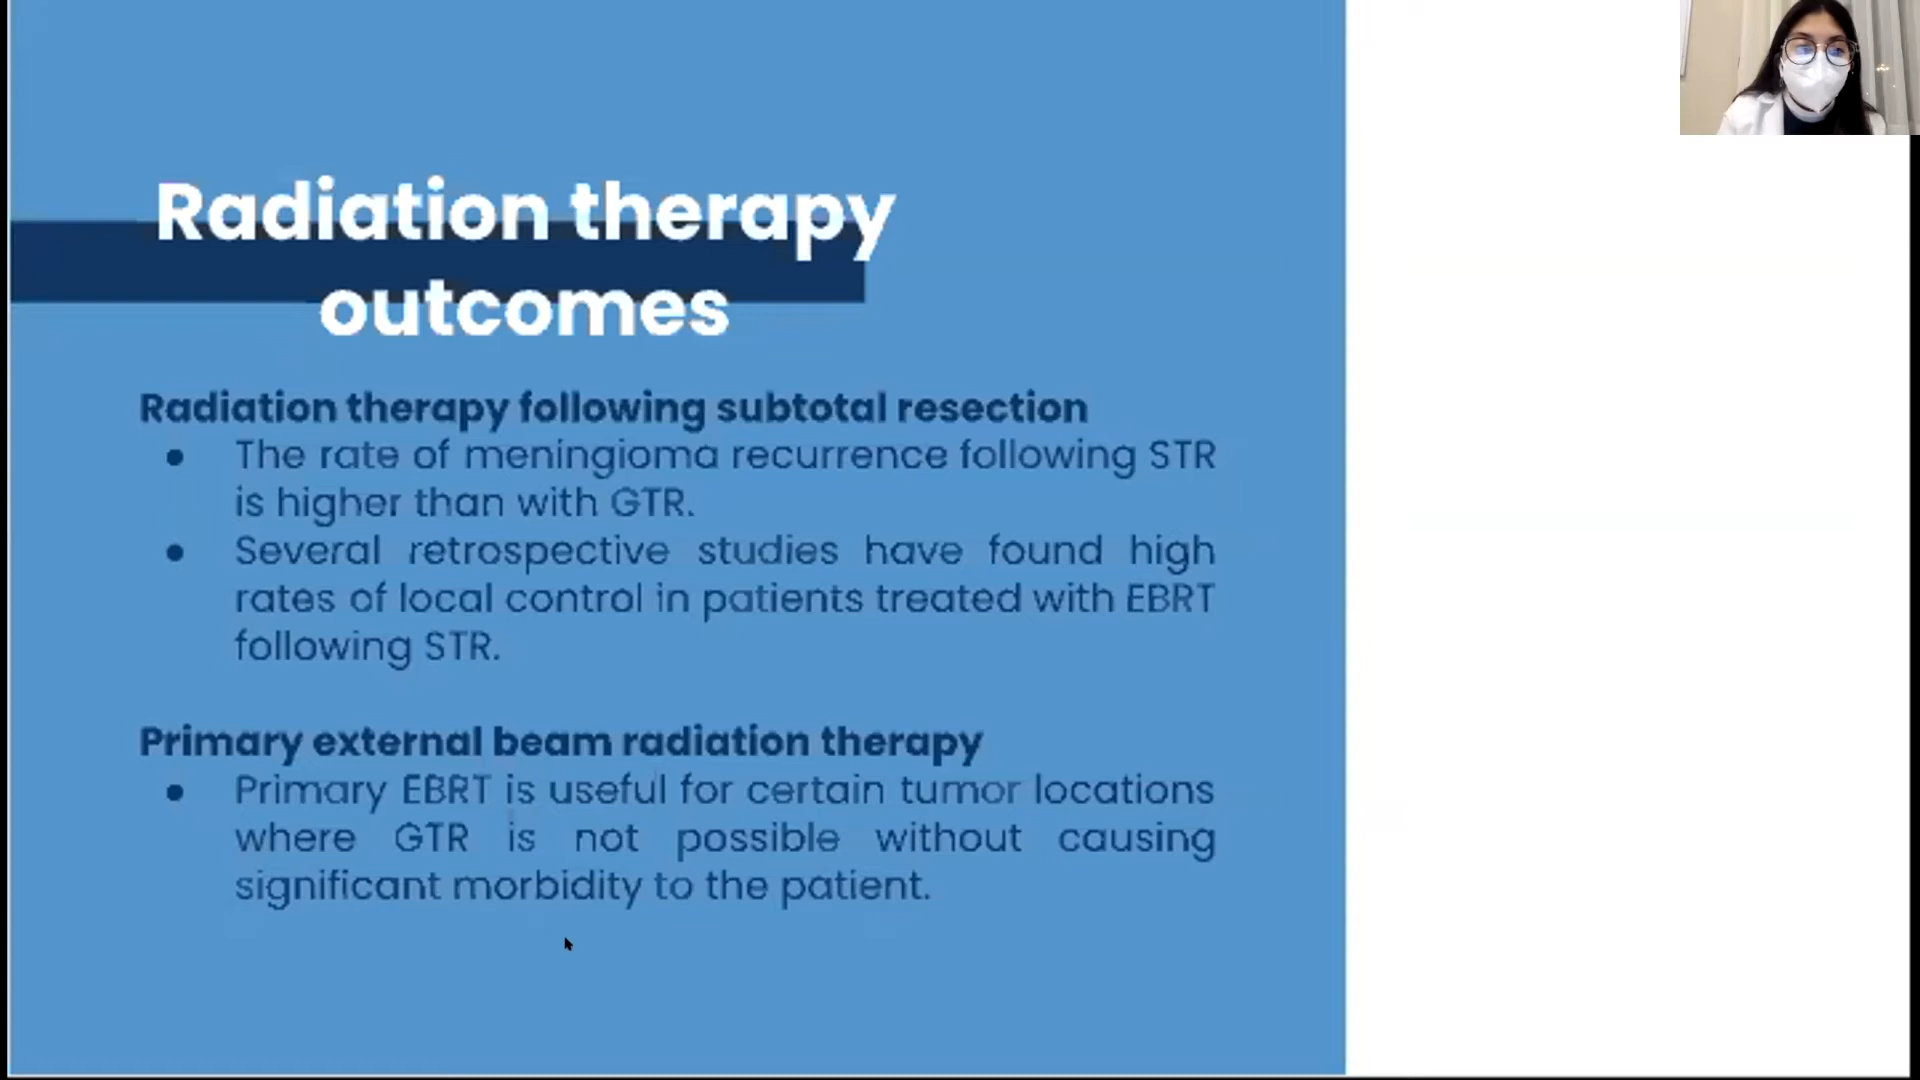 Radiation therapy
outcomes
Radiation therapy following subtotal resection
● The rate of meningioma recurrence following STR
is higher than with GTR.
● Several retrospective studies have found high
rates of local control in patients treated with EBRT
following STR.
Primary external beam radiation therapy
● Primary EBRT is useful for certain tumor locations
where GTR is not possible without causing
significant morbidity to the patient.